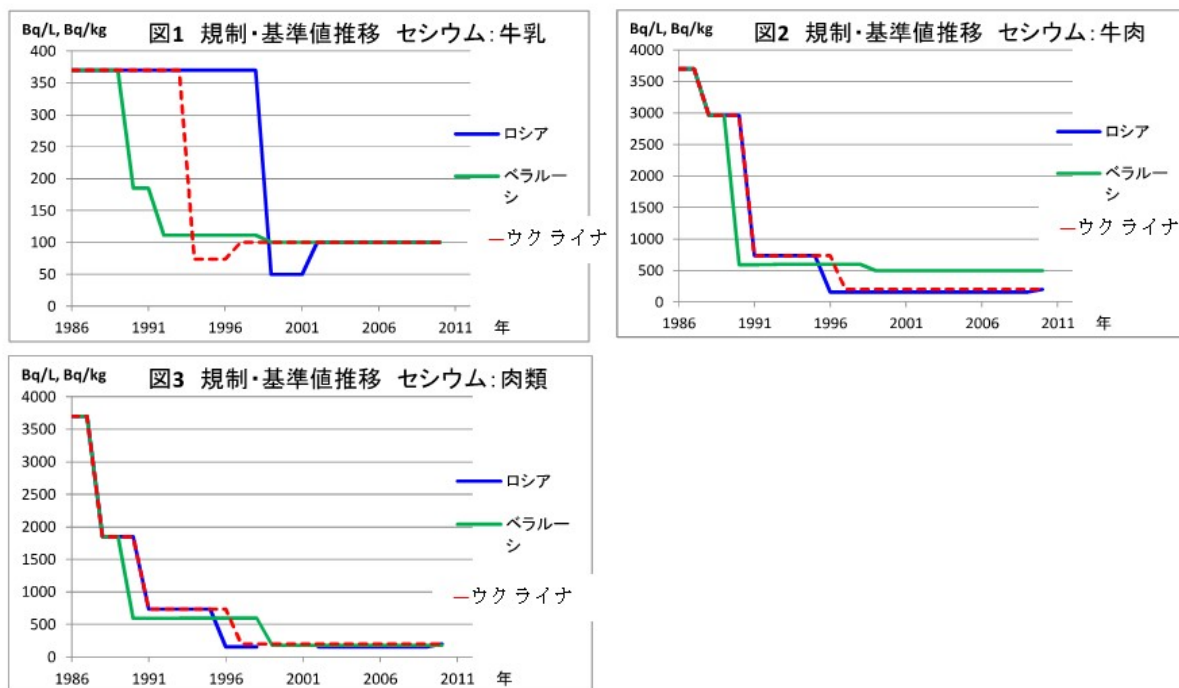 Bq/L, Bq/kg 図1 規制・基準値推移 セシウム：牛乳
400
350
300
250
200
150
100
50
0
1986 1991 1996 2001 2006 2011 年
ロシア
ベラルーシ
ウクライナ
Bq/L, Bq/kg 図2 規制・基準値推移 セシウム：牛肉
4000
3500
3000
2500
2000
1500
1000
500
0
1986 1991 1996 2001 2006 2011 年
ロシア
ベラルーシ
ウクライナ
Bq/L, Bq/kg 図3 規制・基準値推移 セシウム：肉類
4000
3500
3000
2500
2000
1500
1000
500
0
1986 1991 1996 2001 2006 2011 年
ロシア
ベラルーシ
ウクライナ